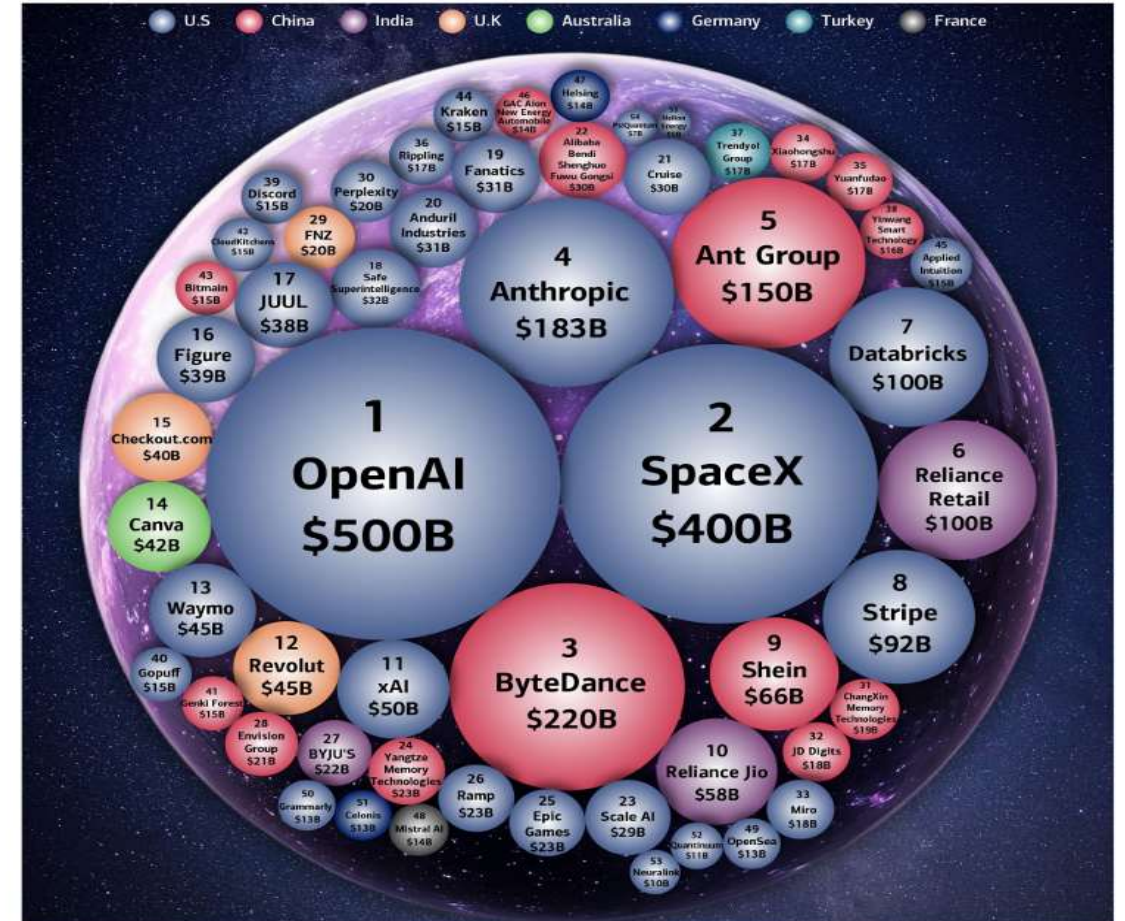 U.S China India U.K Australia Germany Turkey France
47
Helsing
$14B
44
Kraken
$15B
46
GAC Aion
New Energy
Automobile
$14B
54
PsiQuantum
$7B
Helion
Energy
37
Trendyol
Group
$17B
34
Xiaohongshu
$17B
36
Rippling
$17B
19
Fanatics
$31B
22
Alibaba
Bendi
Shenghuo
Fuwu Gongsi
$30B
21
Cruise
$30B
35
Yuanfudao
$17B
39
Discord
$15B
30
Perplexity
$20B
20
Anduril
Industries
$31B
38
Yinwang
Smart
Technology
$16B
42
CloudKitchens
$15B
29
FNZ
$20B
45
Applied
Intuition
$15B
43
Bitmain
$15B
17
JUUL
$38B
18
Safe
Superintelligence
$32B
4
Anthropic
$183B
5
Ant Group
$150B
16
Figure
$39B
7
Databricks
$100B
15
Checkout.com
$40B
1
OpenAI
$500B
2
SpaceX
$400B
6
Reliance
Retail
$100B
14
Canva
$42B
13
Waymo
$45B
8
Stripe
$92B
12
Revolut
$45B
11
xAI
$50B
3
ByteDance
$220B
9
Shein
$66B
40
Gopuff
$15B
41
Genki Forest
$15B
31
ChangXin
Memory
Technologies
$19B
28
Envision
Group
$21B
27
BYJU'S
$22B
24
Yangtze
Memory
Technologies
$23B
10
Reliance Jio
$58B
32
JD Digits
$18B
50
Grammarly
$13B
51
Celonis
$13B
48
Mistral AI
$14B
26
Ramp
$23B
25
Epic
Games
$23B
23
Scale AI
$29B
33
Miro
$18B
52
Quantinuum
$11B
49
OpenSea
$13B
53
Neuralink
$10B